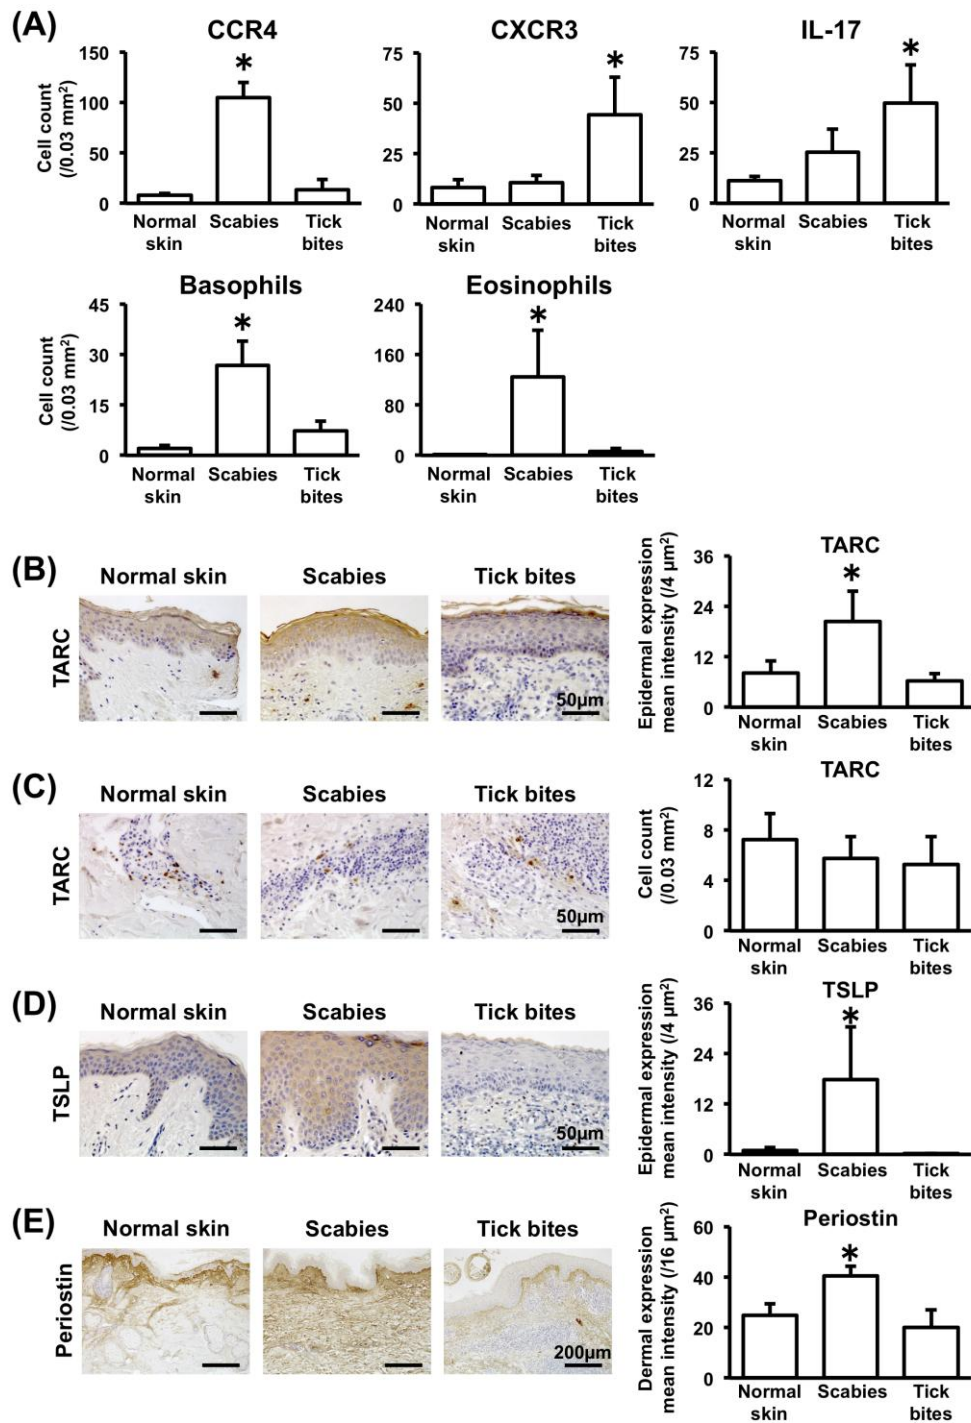 (A)
CCR4
CXCR3
IL-17
Cell count
(/0.03 mm²)
150
100
50
0
75
50
25
0
75
50
25
0
*
*
*
Normal
skin
Scabies
Tick
bites
Normal
skin
Scabies
Tick
bites
Normal
skin
Scabies
Tick
bites
Basophils
Eosinophils
Cell count
(/0.03 mm²)
45
30
15
0
240
160
80
0
*
*
Normal
skin
Scabies
Tick
bites
Normal
skin
Scabies
Tick
bites
(B)
Normal skin
Scabies
Tick bites
TARC
50µm
TARC
Epidermal expression
mean intensity (/4 µm²)
36
24
12
0
*
Normal
skin
Scabies
Tick
bites
(C)
Normal skin
Scabies
Tick bites
TARC
50µm
TARC
Cell count
(/0.03 mm²)
12
8
4
0
Normal
skin
Scabies
Tick
bites
(D)
Normal skin
Scabies
Tick bites
TSLP
50µm
TSLP
Epidermal expression
mean intensity (/4 µm²)
36
24
12
0
*
Normal
skin
Scabies
Tick
bites
(E)
Normal skin
Scabies
Tick bites
Periostin
200µm
Periostin
Dermal expression
mean intensity (/16 µm²)
60
40
20
0
*
Normal
skin
Scabies
Tick
bites